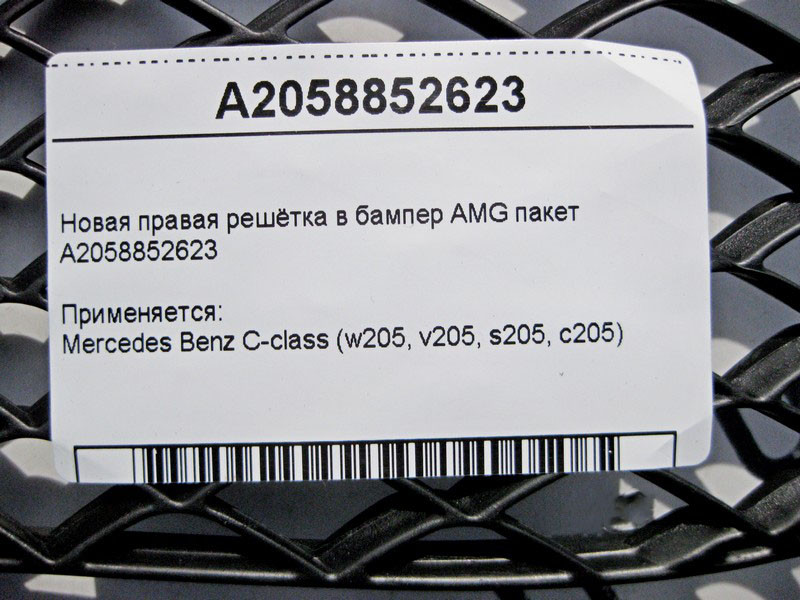 A2058852623
Новая правая решётка в бампер AMG пакет
A2058852623
Применяется:
Mercedes Benz C-class (w205, v205, s205, c205)